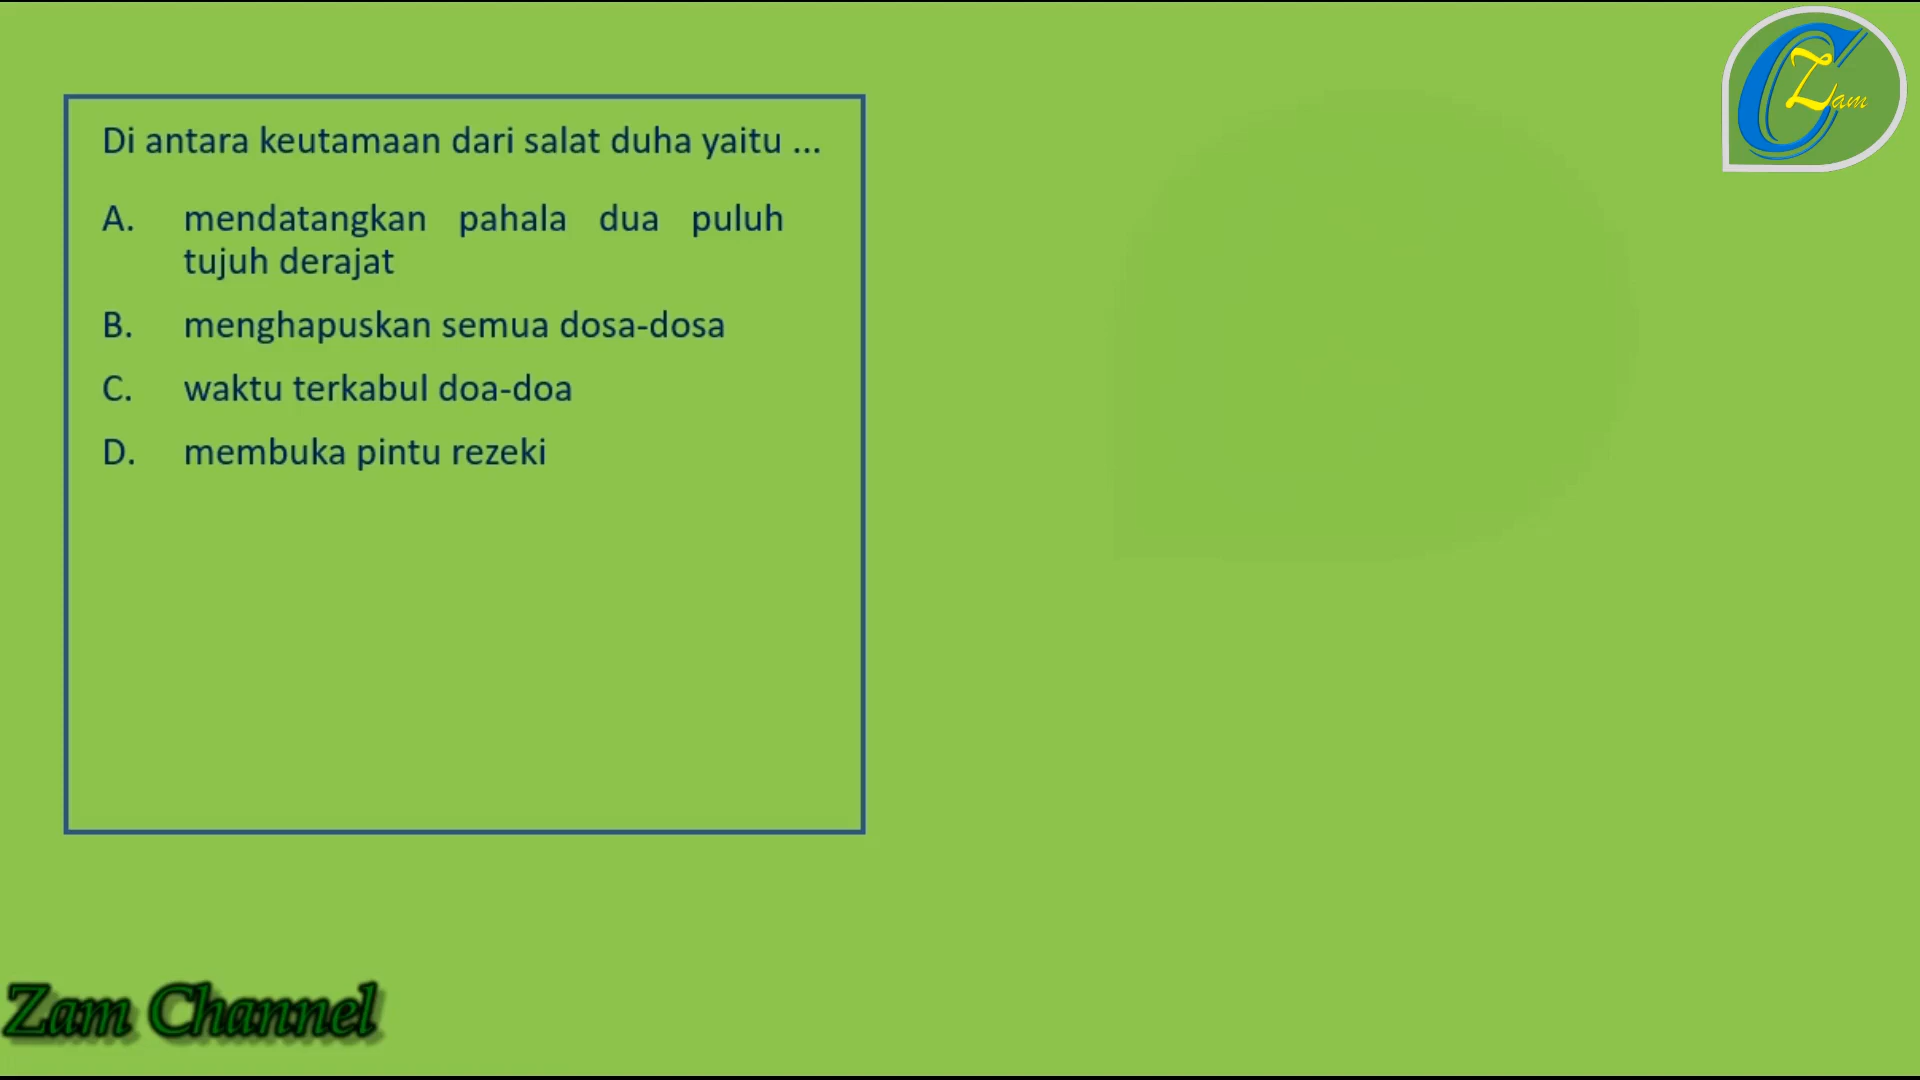 Di antara keutamaan dari salat duha yaitu ...
A. mendatangkan pahala dua puluh
tujuh derajat
B. menghapuskan semua dosa-dosa
C. waktu terkabul doa-doa
D. membuka pintu rezeki
C Zam
Zam Channel